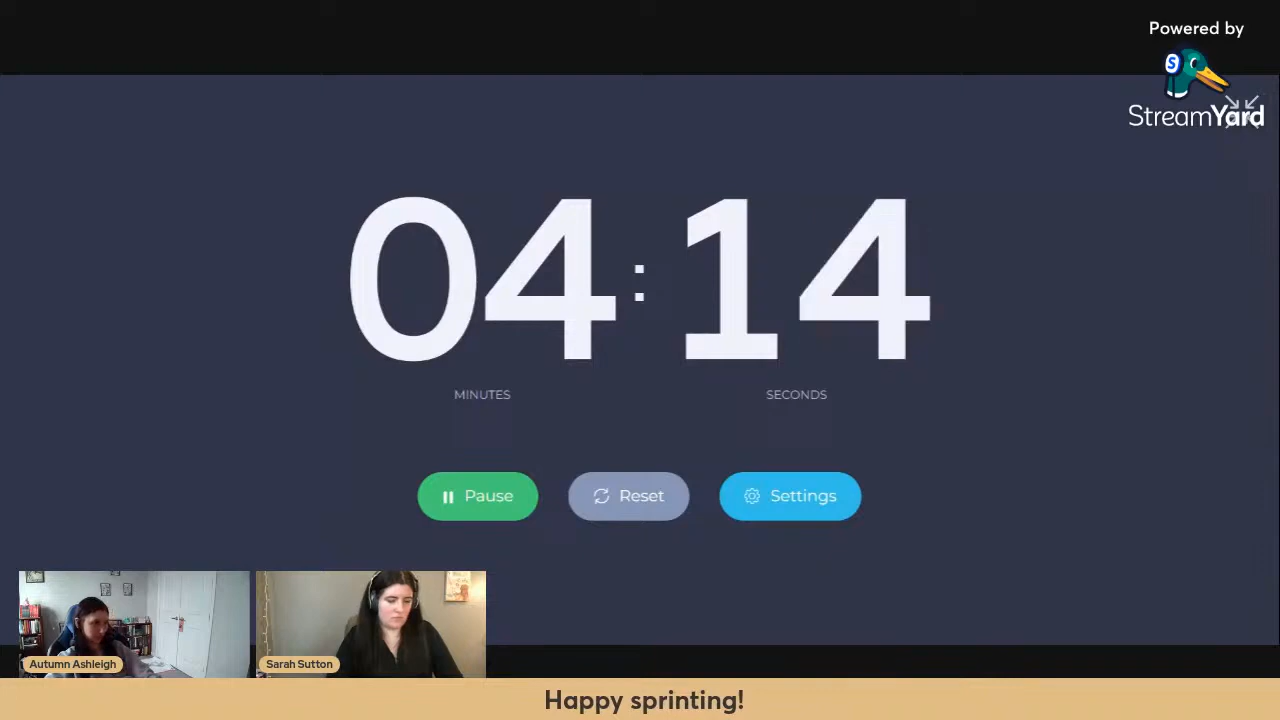 Powered by
StreamYard
04:14
MINUTES
SECONDS
Pause
Reset
Settings
Autumn Ashleigh
Sarah Sutton
Happy sprinting!